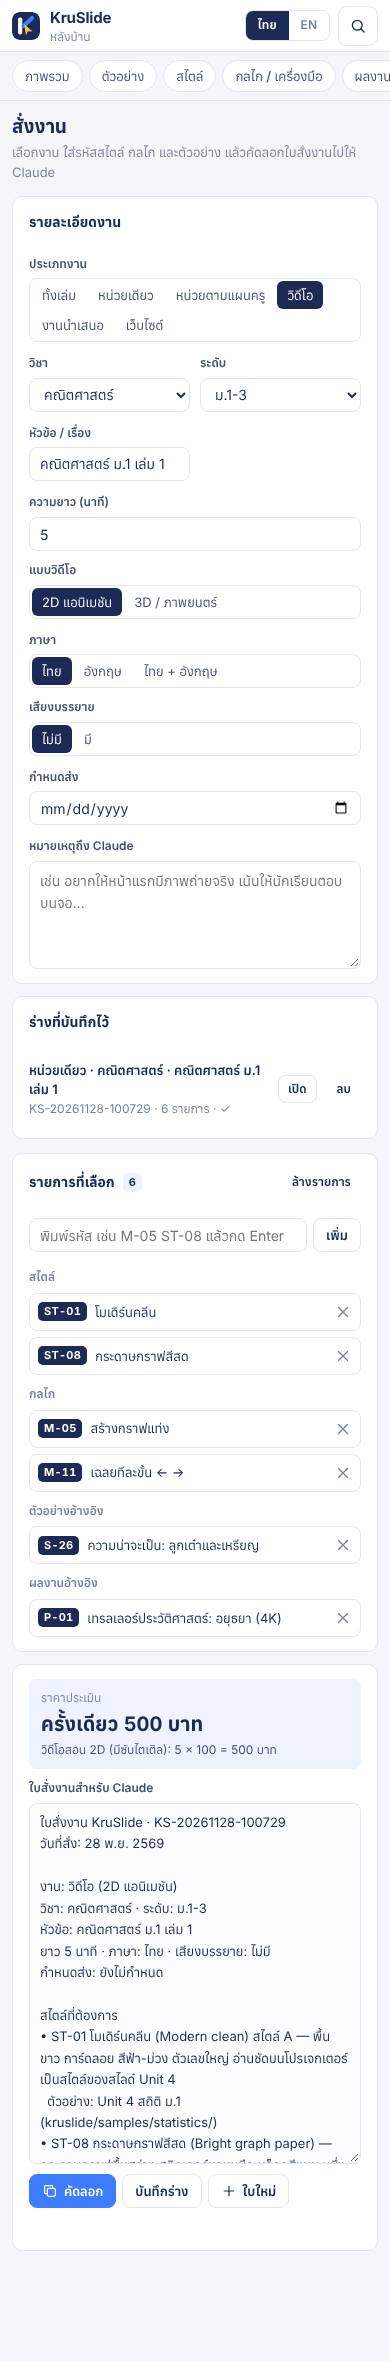 KruSlide
หลังบ้าน
ไทย EN
ภาพรวม ตัวอย่าง สไตล์ กลไก / เครื่องมือ ผลงาน
สั่งงาน
เลือกงาน ใส่รหัสสไตล์ กลไก และตัวอย่าง แล้วคัดลอกใบสั่งงานไปให้
Claude
รายละเอียดงาน
ประเภทงาน
ทั้งเล่ม หน่วยเดียว หน่วยตามแผนครู วิดีโอ
งานนำเสนอ เว็บไซต์
วิชา ระดับ
คณิตศาสตร์ ม.1-3
หัวข้อ / เรื่อง
คณิตศาสตร์ ม.1 เล่ม 1
ความยาว (นาที)
5
แบบวิดีโอ
2D แอนิเมชัน 3D / ภาพยนตร์
ภาษา
ไทย อังกฤษ ไทย + อังกฤษ
เสียงบรรยาย
ไม่มี มี
กำหนดส่ง
mm/dd/yyyy
หมายเหตุถึง Claude
เช่น อยากให้หน้าแรกมีภาพถ่ายจริง เน้นให้นักเรียนตอบ
บนจอ...
ร่างที่บันทึกไว้
หน่วยเดียว · คณิตศาสตร์ · คณิตศาสตร์ ม.1
เล่ม 1
KS-20261128-100729 · 6 รายการ · ✓
เปิด ลบ
รายการที่เลือก 6 ล้างรายการ
พิมพ์รหัส เช่น M-05 ST-08 แล้วกด Enter เพิ่ม
สไตล์
ST-01 โมเดิร์นคลีน
ST-08 กระดาษกราฟสีสด
กลไก
M-05 สร้างกราฟแท่ง
M-11 เฉลยทีละขั้น ← →
ตัวอย่างอ้างอิง
S-26 ความน่าจะเป็น: ลูกเต๋าและเหรียญ
ผลงานอ้างอิง
P-01 เทรลเลอร์ประวัติศาสตร์: อยุธยา (4K)
ราคาประเมิน
ครั้งเดียว 500 บาท
วิดีโอสอน 2D (มีซับไตเติล): 5 × 100 = 500 บาท
ใบสั่งงานสำหรับ Claude
ใบสั่งงาน KruSlide · KS-20261128-100729
วันที่สั่ง: 28 พ.ย. 2569
งาน: วิดีโอ (2D แอนิเมชัน)
วิชา: คณิตศาสตร์ · ระดับ: ม.1-3
หัวข้อ: คณิตศาสตร์ ม.1 เล่ม 1
ยาว 5 นาที · ภาษา: ไทย · เสียงบรรยาย: ไม่มี
กำหนดส่ง: ยังไม่กำหนด
สไตล์ที่ต้องการ
• ST-01 โมเดิร์นคลีน (Modern clean) สไตล์ A — พื้น
ขาว การ์ดลอย สีฟ้า-ม่วง ตัวเลขใหญ่ อ่านชัดบนโปรเจกเตอร์
เป็นสไตล์ของสไลด์ Unit 4
ตัวอย่าง: Unit 4 สถิติ ม.1
(kruslide/samples/statistics/)
• ST-08 กระดาษกราฟสีสด (Bright graph paper) —
คัดลอก บันทึกร่าง + ใบใหม่